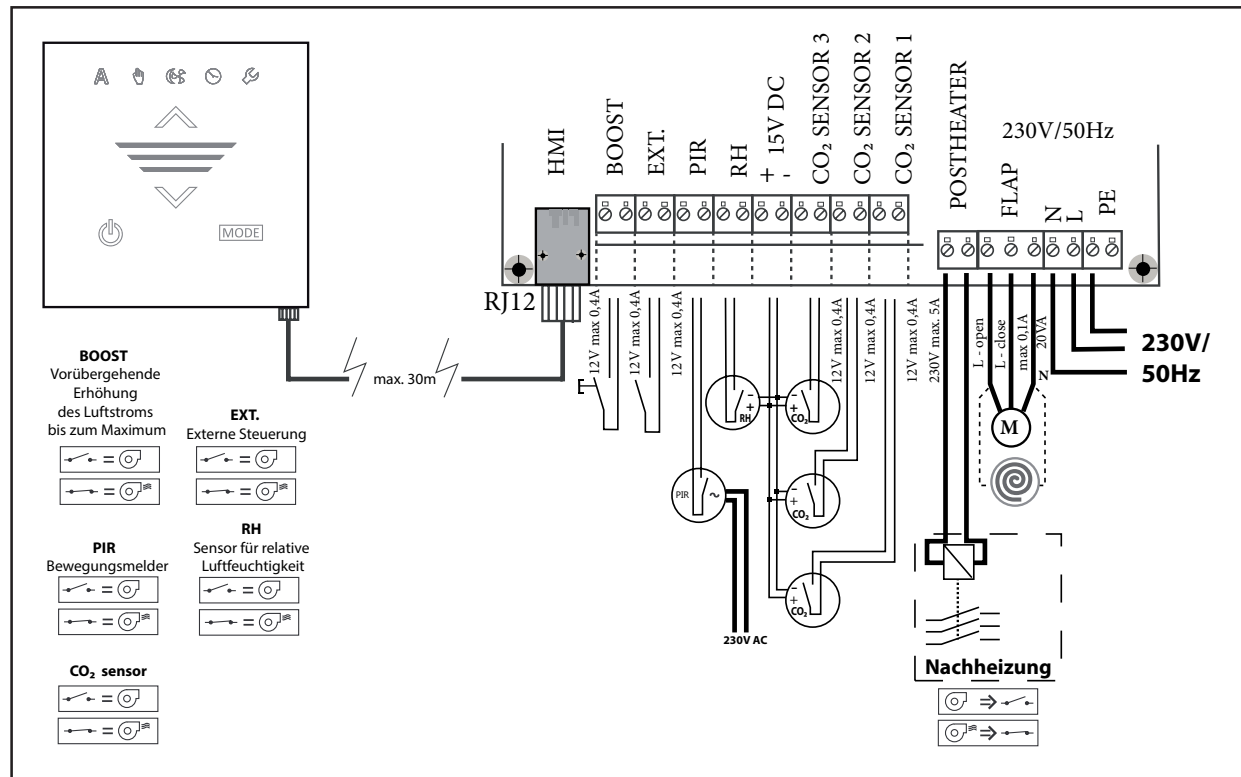 A
MODE
HMI
BOOST
EXT.
PIR
RH
+ 15V DC
-
CO₂ SENSOR 3
CO₂ SENSOR 2
CO₂ SENSOR 1
POSTHEATER
230V/50Hz
FLAP
N
L
PE
RJ12
max. 30m
12V max 0,4A
12V max 0,4A
12V max 0,4A
12V max 0,4A
12V max 0,4A
12V max 0,4A
230V max. 5A
L - open
L - close
max 0,1A
20VA
N
230V/
50Hz
M
-
+
RH
-
+
CO₂
PIR
~
-
+
CO₂
-
+
CO₂
230V AC
BOOST
Vorübergehende
Erhöhung
des Luftstroms
bis zum Maximum
=
=
EXT.
Externe Steuerung
=
=
PIR
Bewegungsmelder
=
=
RH
Sensor für relative
Luftfeuchtigkeit
=
=
CO₂ sensor
=
=
Nachheizung
⇒
⇒